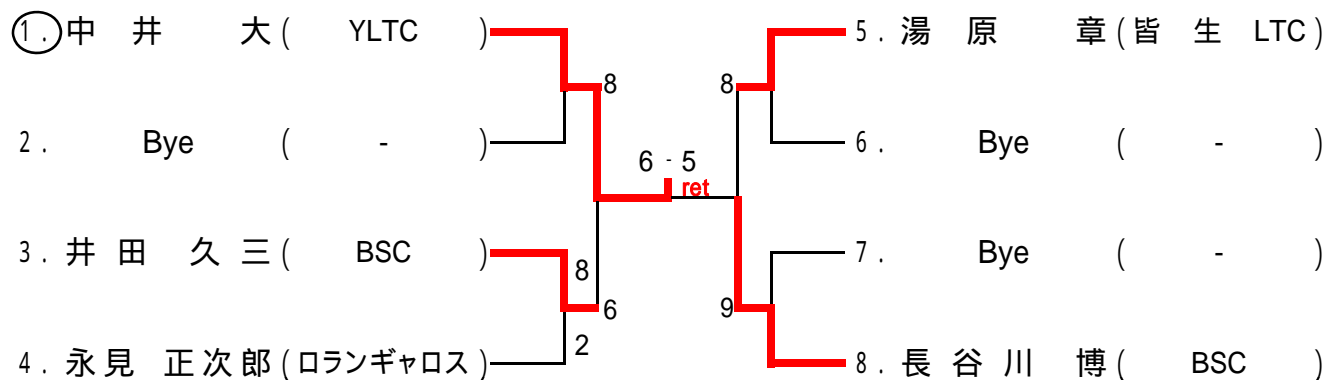 1. 中井 大 ( YLTC )
8
2. Bye ( - )
3. 井田 久三 ( BSC )
8
6
2
4. 永見 正次郎 (ロランギャロス)
6 - 5
ret
5. 湯原 章 (皆生 LTC)
8
6. Bye ( - )
7. Bye ( - )
9
8. 長谷川 博 ( BSC )